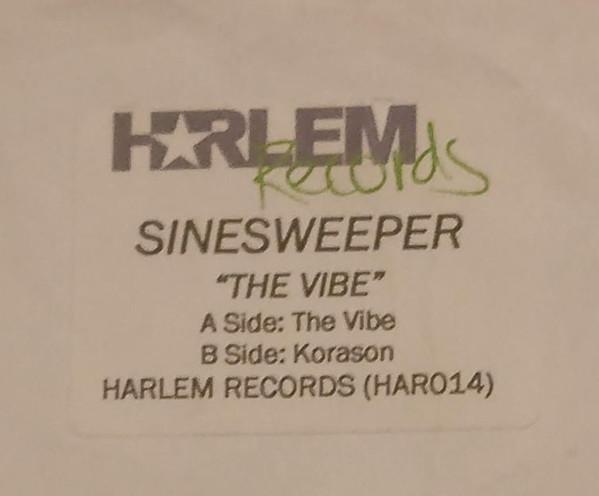 HARLEM
Records
SINESWEEPER
“THE VIBE”
A Side: The Vibe
B Side: Korason
HARLEM RECORDS (HAR014)